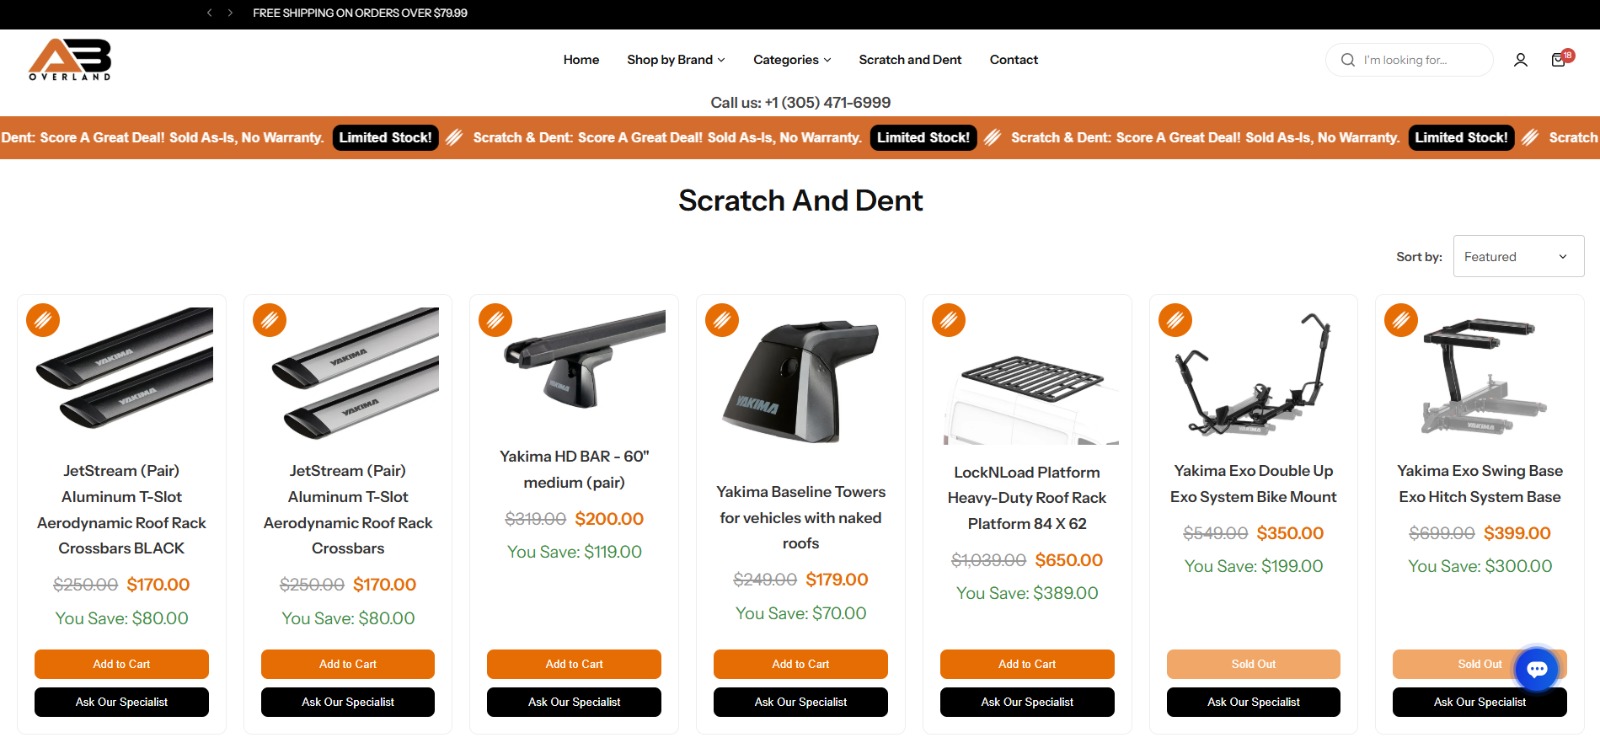 FREE SHIPPING ON ORDERS OVER $79.99
AB
OVERLAND
Home
Shop by Brand
Categories
Scratch and Dent
Contact
I'm looking for...
18
Call us: +1 (305) 471-6999
Dent: Score A Great Deal! Sold As-Is, No Warranty. Limited Stock! Scratch & Dent: Score A Great Deal! Sold As-Is, No Warranty. Limited Stock! Scratch & Dent: Score A Great Deal! Sold As-Is, No Warranty. Limited Stock! Scratch
Scratch And Dent
Sort by: Featured
YAKIMA
YAKIMA
JetStream (Pair)
Aluminum T-Slot
Aerodynamic Roof Rack
Crossbars BLACK
$250.00 $170.00
You Save: $80.00
Add to Cart
Ask Our Specialist
YAKIMA
YAKIMA
JetStream (Pair)
Aluminum T-Slot
Aerodynamic Roof Rack
Crossbars
$250.00 $170.00
You Save: $80.00
Add to Cart
Ask Our Specialist
YAKIMA
Yakima HD BAR - 60"
medium (pair)
$319.00 $200.00
You Save: $119.00
Add to Cart
Ask Our Specialist
YAKIMA
Yakima Baseline Towers
for vehicles with naked
roofs
$249.00 $179.00
You Save: $70.00
Add to Cart
Ask Our Specialist
LockNLoad Platform
Heavy-Duty Roof Rack
Platform 84 X 62
$1,039.00 $650.00
You Save: $389.00
Add to Cart
Ask Our Specialist
Yakima Exo Double Up
Exo System Bike Mount
$549.00 $350.00
You Save: $199.00
Sold Out
Ask Our Specialist
YAKIMA
Yakima Exo Swing Base
Exo Hitch System Base
$699.00 $399.00
You Save: $300.00
Sold Out
Ask Our Specialist